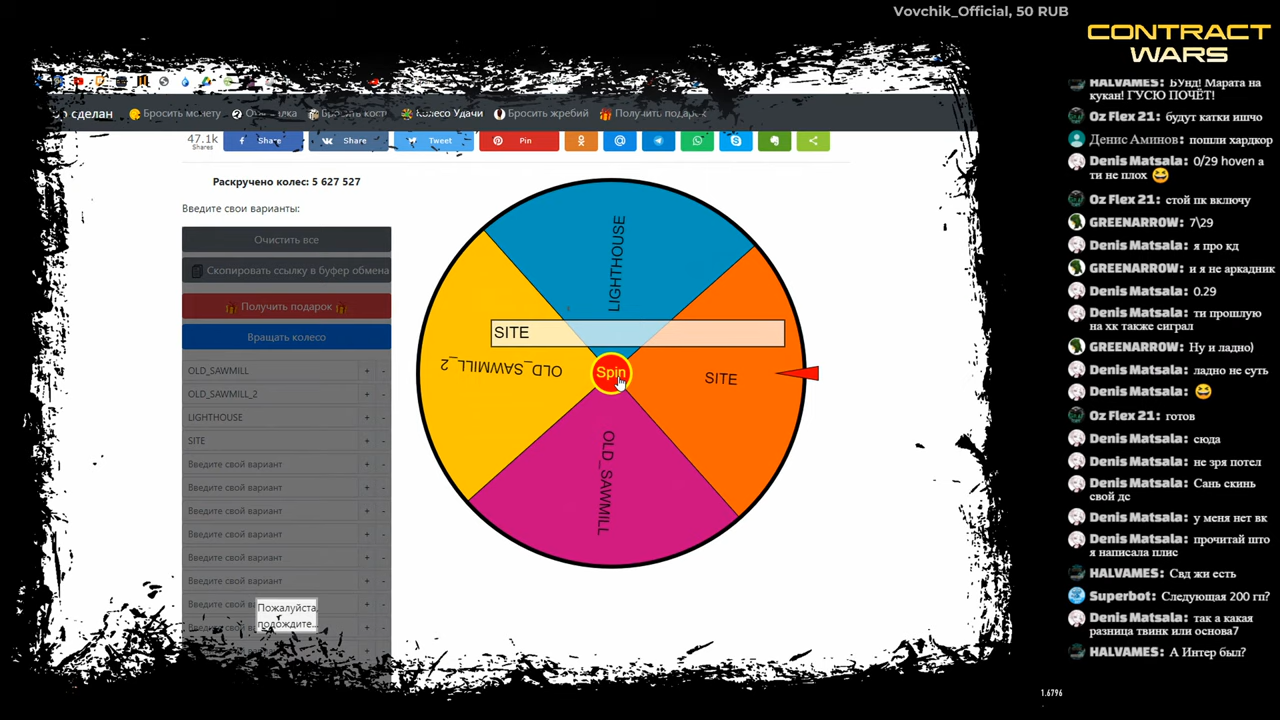 Vovchik_Official, 50 RUB
CONTRACT
WARS
о сделан
Бросить монету
Бросить кост
Колесо Удачи
Бросить жребий
Получить подарок
47.1k
Shares
Share
Share
Tweet
Pin
Раскручено колес: 5 627 527
Введите свои варианты:
Очистить все
Скопировать ссылку в буфер обмена
Получить подарок
Вращать колесо
OLD_SAWMILL + -
OLD_SAWMILL_2 + -
LIGHTHOUSE + -
SITE + -
Введите свой вариант + -
Введите свой вариант + -
Введите свой вариант + -
Введите свой вариант + -
Введите свой вариант + -
Введите свой вариант + -
Введите
Пожалуйста,
подождите...
LIGHTHOUSE
SITE
OLD_SAWMILL_2
Spin
SITE
OLD_SAWMILL
HALVAMES: БУнд! Марата на
кукан! ГУСЮ ПОЧЁТ!
Oz Flex 21: будут катки ишчо
Денис Аминов: пошли хардкор
Denis Matsala: 0/29 hoven а
ти не плох 😆
Oz Flex 21: стой пк включу
GREENARROW: 7\29
Denis Matsala: я про кд
GREENARROW: и я не аркадник
Denis Matsala: 0.29
Denis Matsala: ти прошлую
на хк также сиграл
GREENARROW: Ну и ладно)
Denis Matsala: ладно не суть
Denis Matsala: 😆
Oz Flex 21: готов
Denis Matsala: сюда
Denis Matsala: не зря потел
Denis Matsala: Сань скинь
свой дс
Denis Matsala: у меня нет вк
Denis Matsala: прочитай што
я написала плис
HALVAMES: Свд жи есть
Superbot: Следующая 200 гп?
Denis Matsala: так а какая
разница твинк или основа7
HALVAMES: А Интер был?
1.6796